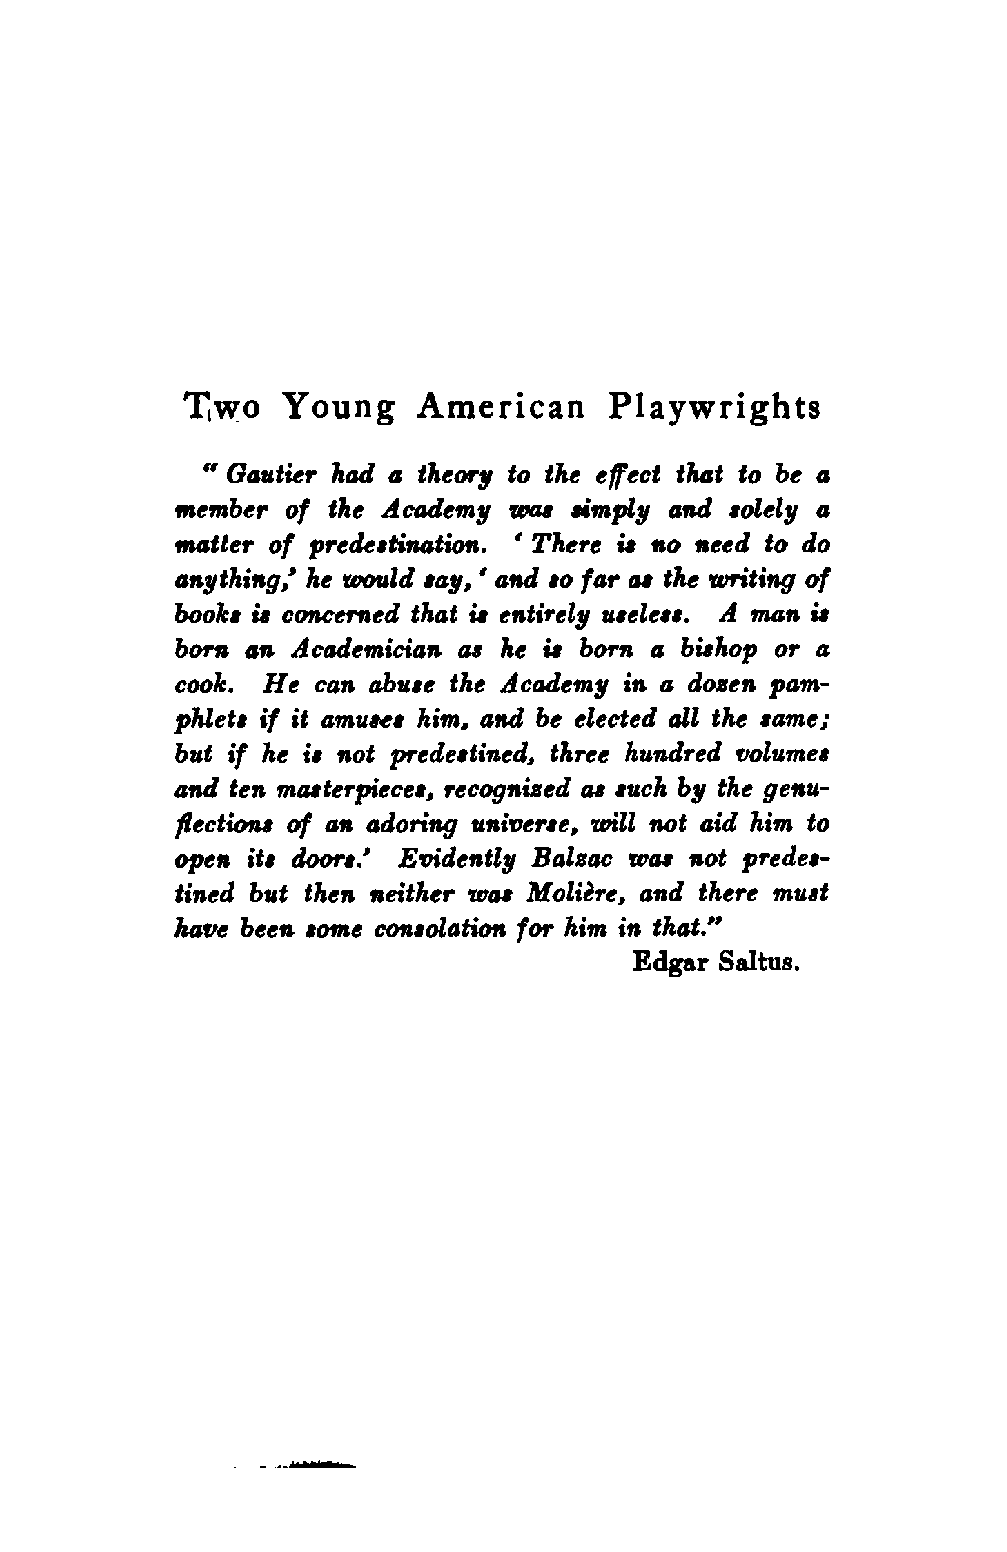 Two Young American Playwrights
“ Gautier had a theory to the effect that to be a
member of the Academy was simply and solely a
matter of predestination. ‘ There is no need to do
anything,’ he would say, ‘ and so far as the writing of
books is concerned that is entirely useless. A man is
born an Academician as he is born a bishop or a
cook. He can abuse the Academy in a dozen pam-
phlets if it amuses him, and be elected all the same;
but if he is not predestined, three hundred volumes
and ten masterpieces, recognized as such by the genu-
flections of an adoring universe, will not aid him to
open its doors.’ Evidently Balzac was not predes-
tined but then neither was Molière, and there must
have been some consolation for him in that.”
Edgar Saltus.